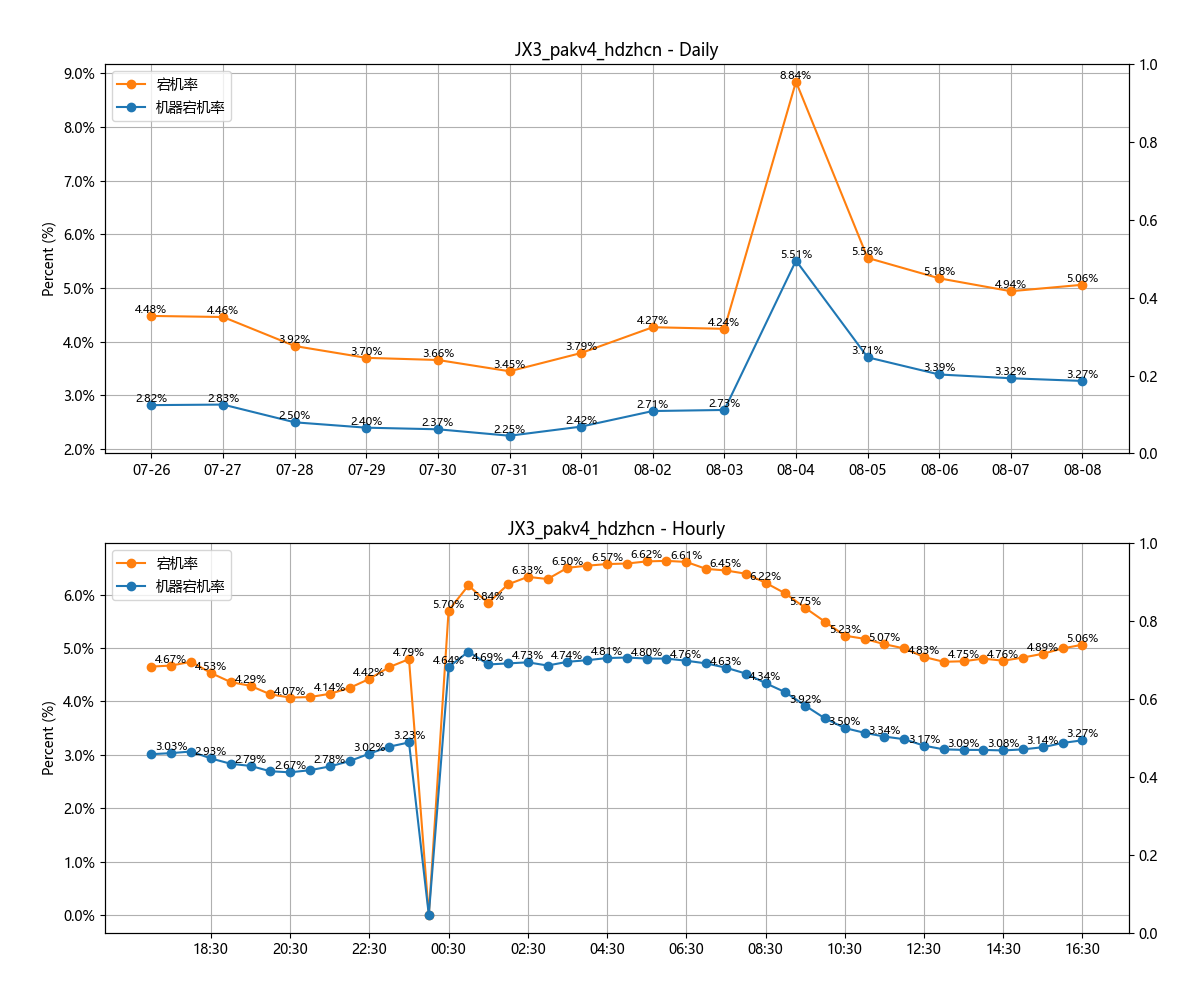 JX3_pakv4_hdzhcn - Daily
宕机率
机器宕机率
Percent (%)
9.0%
8.0%
7.0%
6.0%
5.0%
4.0%
3.0%
2.0%
1.0
0.8
0.6
0.4
0.2
0.0
4.48% 4.46% 3.92% 3.70% 3.66% 3.45% 3.79% 4.27% 4.24% 8.84% 5.56% 5.18% 4.94% 5.06%
2.82% 2.83% 2.50% 2.40% 2.37% 2.25% 2.42% 2.71% 2.73% 5.51% 3.71% 3.39% 3.32% 3.27%
07-26 07-27 07-28 07-29 07-30 07-31 08-01 08-02 08-03 08-04 08-05 08-06 08-07 08-08
JX3_pakv4_hdzhcn - Hourly
宕机率
机器宕机率
Percent (%)
6.0%
5.0%
4.0%
3.0%
2.0%
1.0%
0.0%
1.0
0.8
0.6
0.4
0.2
0.0
4.67% 4.53% 4.29% 4.07% 4.14% 4.42% 4.79% 5.70% 5.84% 6.33% 6.50% 6.57% 6.62% 6.61% 6.45% 6.22% 5.75% 5.23% 5.07% 4.83% 4.75% 4.76% 4.89% 5.06%
3.03% 2.93% 2.79% 2.67% 2.78% 3.02% 3.23% 4.64% 4.69% 4.73% 4.74% 4.81% 4.80% 4.76% 4.63% 4.34% 3.92% 3.50% 3.34% 3.17% 3.09% 3.08% 3.14% 3.27%
18:30 20:30 22:30 00:30 02:30 04:30 06:30 08:30 10:30 12:30 14:30 16:30